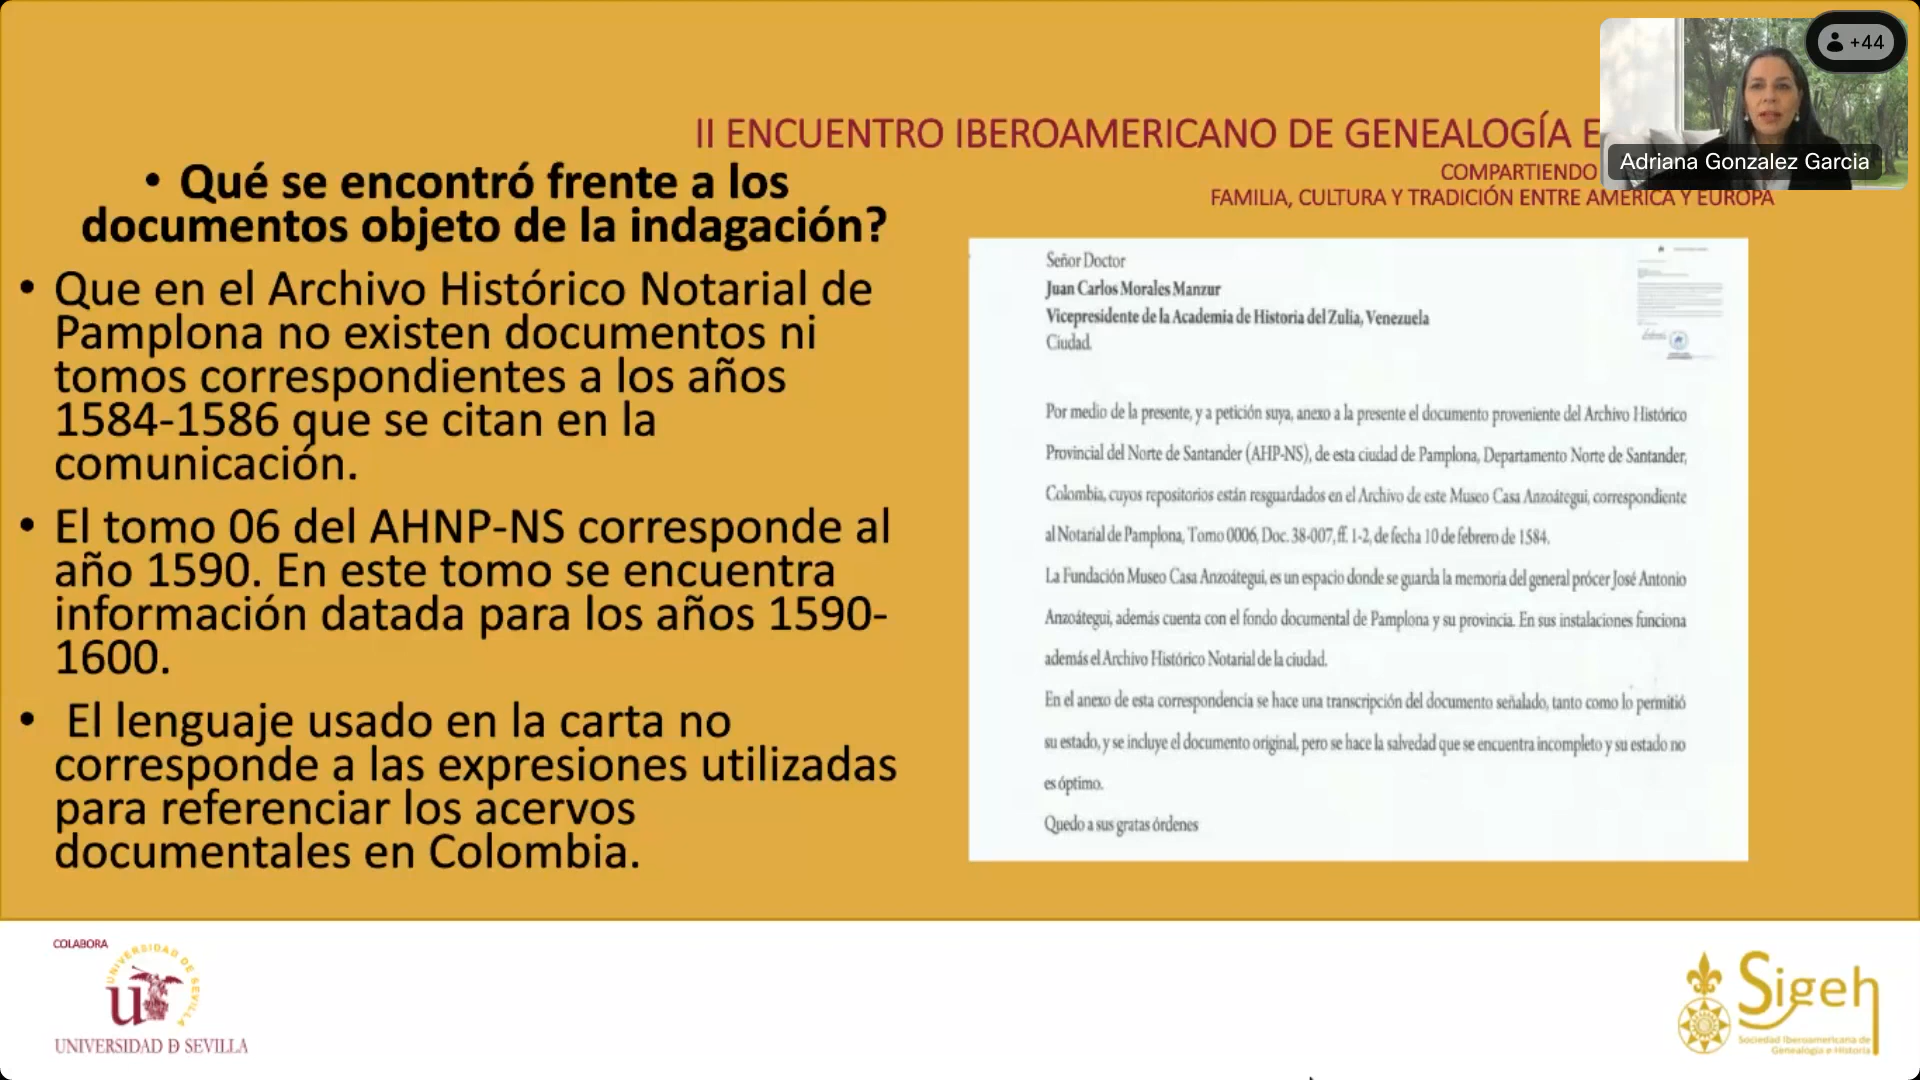 +44
Adriana Gonzalez Garcia
II ENCUENTRO IBEROAMERICANO DE GENEALOGÍA E
COMPARTIENDO
FAMILIA, CULTURA Y TRADICIÓN ENTRE AMÉRICA Y EUROPA
• Qué se encontró frente a los
documentos objeto de la indagación?
• Que en el Archivo Histórico Notarial de
Pamplona no existen documentos ni
tomos correspondientes a los años
1584-1586 que se citan en la
comunicación.
• El tomo 06 del AHNP-NS corresponde al
año 1590. En este tomo se encuentra
información datada para los años 1590-
1600.
• El lenguaje usado en la carta no
corresponde a las expresiones utilizadas
para referenciar los acervos
documentales en Colombia.
Señor Doctor
Juan Carlos Morales Manzur
Vicepresidente de la Academia de Historia del Zulia, Venezuela
Ciudad.
Por medio de la presente, y a petición suya, anexo a la presente el documento proveniente del Archivo Histórico
Provincial del Norte de Santander (AHP-NS), de esta ciudad de Pamplona, Departamento Norte de Santander,
Colombia, cuyos repositorios están resguardados en el Archivo de este Museo Casa Anzoátegui, correspondiente
al Notarial de Pamplona, Tomo 0006, Doc. 38-007, ff. 1-2, de fecha 10 de febrero de 1584.
La Fundación Museo Casa Anzoátegui, es un espacio donde se guarda la memoria del general prócer José Antonio
Anzoátegui, además cuenta con el fondo documental de Pamplona y su provincia. En sus instalaciones funciona
además el Archivo Histórico Notarial de la ciudad.
En el anexo de esta correspondencia se hace una transcripción del documento señalado, tanto como lo permitió
su estado, y se incluye el documento original, pero se hace la salvedad que se encuentra incompleto y su estado no
es óptimo.
Quedo a sus gratas órdenes
COLABORA
UNIVERSIDAD DE SEVILLA
UNIVERSIDAD Ð SEVILLA
Sigeh
Sociedad Iberoamericana de
Genealogía e Historia